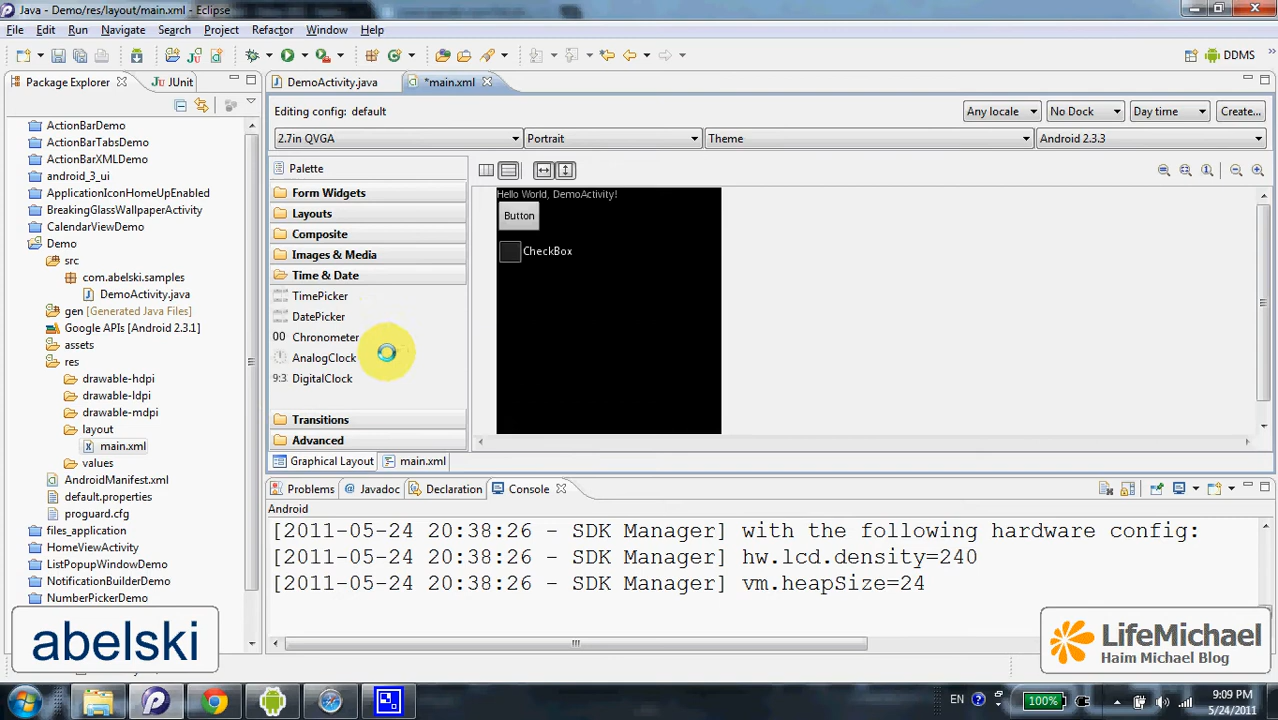 Java - Demo/res/layout/main.xml - Eclipse
File Edit Run Navigate Search Project Refactor Window Help
DDMS
Package Explorer
JUnit
DemoActivity.java
*main.xml
Editing config: default
Any locale
No Dock
Day time
Create...
2.7in QVGA
Portrait
Theme
Android 2.3.3
ActionBarDemo
ActionBarTabsDemo
ActionBarXMLDemo
android_3_ui
ApplicationIconHomeUpEnabled
BreakingGlassWallpaperActivity
CalendarViewDemo
Demo
src
com.abelski.samples
DemoActivity.java
gen [Generated Java Files]
Google APIs [Android 2.3.1]
assets
res
drawable-hdpi
drawable-ldpi
drawable-mdpi
layout
main.xml
values
AndroidManifest.xml
default.properties
proguard.cfg
files_application
HomeViewActivity
ListPopupWindowDemo
NotificationBuilderDemo
NumberPickerDemo
Palette
Form Widgets
Layouts
Composite
Images & Media
Time & Date
TimePicker
DatePicker
00 Chronometer
AnalogClock
9:3 DigitalClock
Transitions
Advanced
Hello World, DemoActivity!
Button
CheckBox
Graphical Layout
main.xml
Problems
Javadoc
Declaration
Console
Android
[2011-05-24 20:38:26 - SDK Manager] with the following hardware config:
[2011-05-24 20:38:26 - SDK Manager] hw.lcd.density=240
[2011-05-24 20:38:26 - SDK Manager] vm.heapSize=24
abelski
LifeMichael
Haim Michael Blog
EN
100%
9:09 PM
5/24/2011